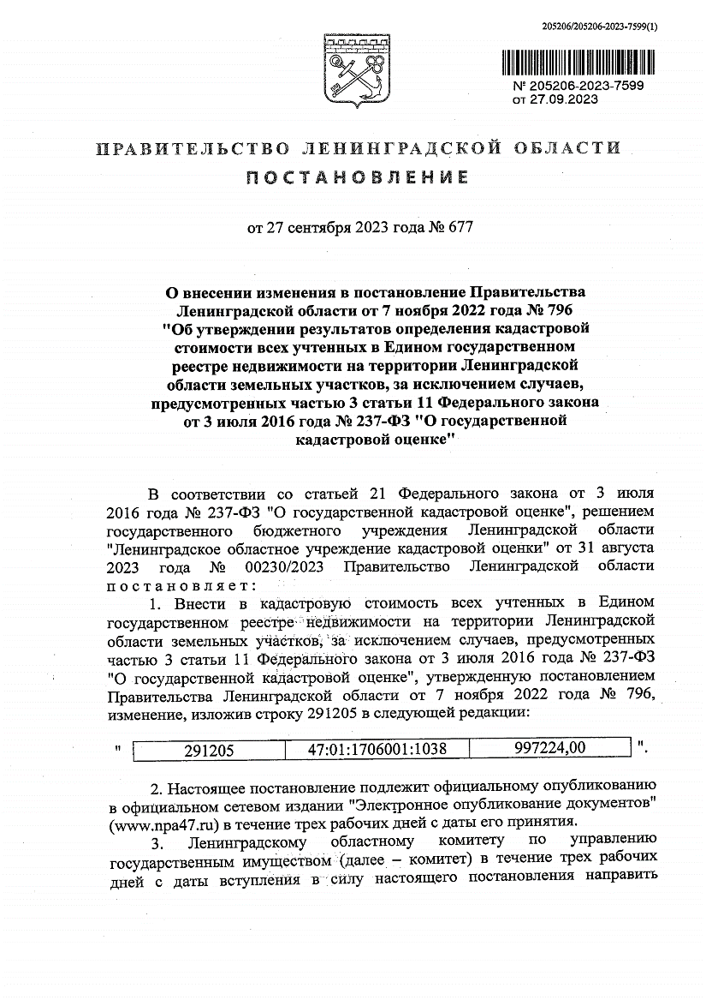 205206/205206-2023-7599(1)
№ 205206-2023-7599
от 27.09.2023
ПРАВИТЕЛЬСТВО ЛЕНИНГРАДСКОЙ ОБЛАСТИ
ПОСТАНОВЛЕНИЕ
от 27 сентября 2023 года № 677
О внесении изменения в постановление Правительства
Ленинградской области от 7 ноября 2022 года № 796
"Об утверждении результатов определения кадастровой
стоимости всех учтенных в Едином государственном
реестре недвижимости на территории Ленинградской
области земельных участков, за исключением случаев,
предусмотренных частью 3 статьи 11 Федерального закона
от 3 июля 2016 года № 237-ФЗ "О государственной
кадастровой оценке"
В соответствии со статьей 21 Федерального закона от 3 июля
2016 года № 237-ФЗ "О государственной кадастровой оценке", решением
государственного бюджетного учреждения Ленинградской области
"Ленинградское областное учреждение кадастровой оценки" от 31 августа
2023 года № 00230/2023 Правительство Ленинградской области
постановляет:
1. Внести в кадастровую стоимость всех учтенных в Едином
государственном реестре недвижимости на территории Ленинградской
области земельных участков, за исключением случаев, предусмотренных
частью 3 статьи 11 Федерального закона от 3 июля 2016 года № 237-ФЗ
"О государственной кадастровой оценке", утвержденную постановлением
Правительства Ленинградской области от 7 ноября 2022 года № 796,
изменение, изложив строку 291205 в следующей редакции:
" 291205 47:01:1706001:1038 997224,00 ".
2. Настоящее постановление подлежит официальному опубликованию
в официальном сетевом издании "Электронное опубликование документов"
(www.npa47.ru) в течение трех рабочих дней с даты его принятия.
3. Ленинградскому областному комитету по управлению
государственным имуществом (далее – комитет) в течение трех рабочих
дней с даты вступления в силу настоящего постановления направить